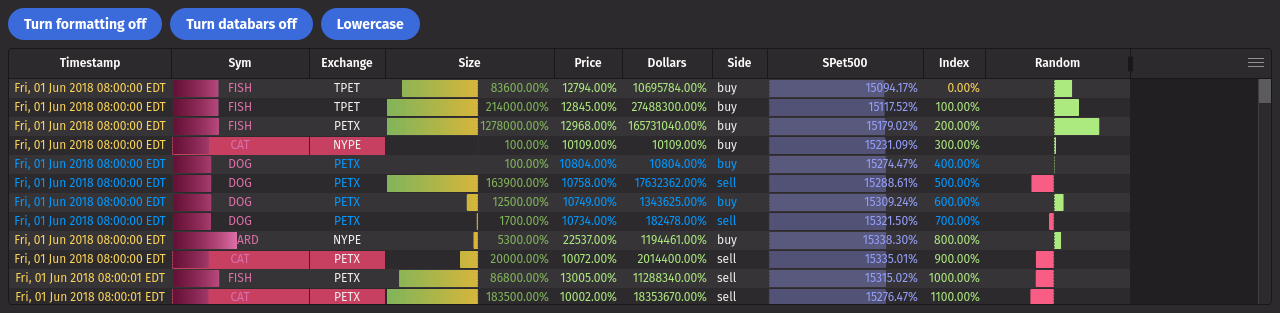 Turn formatting off Turn databars off Lowercase
Timestamp Sym Exchange Size Price Dollars Side SPet500 Index Random
Fri, 01 Jun 2018 08:00:00 EDT FISH TPET 83600.00% 12794.00% 10695784.00% buy 15094.17% 0.00%
Fri, 01 Jun 2018 08:00:00 EDT FISH TPET 214000.00% 12845.00% 27488300.00% buy 15117.52% 100.00%
Fri, 01 Jun 2018 08:00:00 EDT FISH PETX 1278000.00% 12968.00% 165731040.00% buy 15179.02% 200.00%
Fri, 01 Jun 2018 08:00:00 EDT CAT NYPE 100.00% 10109.00% 10109.00% buy 15231.09% 300.00%
Fri, 01 Jun 2018 08:00:00 EDT DOG PETX 100.00% 10804.00% 10804.00% buy 15274.47% 400.00%
Fri, 01 Jun 2018 08:00:00 EDT DOG PETX 163900.00% 10758.00% 17632362.00% sell 15288.61% 500.00%
Fri, 01 Jun 2018 08:00:00 EDT DOG PETX 12500.00% 10749.00% 1343625.00% buy 15309.24% 600.00%
Fri, 01 Jun 2018 08:00:00 EDT DOG PETX 1700.00% 10734.00% 182478.00% sell 15321.50% 700.00%
Fri, 01 Jun 2018 08:00:00 EDT ARD NYPE 5300.00% 22537.00% 1194461.00% buy 15338.30% 800.00%
Fri, 01 Jun 2018 08:00:00 EDT CAT PETX 20000.00% 10072.00% 2014400.00% sell 15335.01% 900.00%
Fri, 01 Jun 2018 08:00:01 EDT FISH PETX 86800.00% 13005.00% 11288340.00% sell 15315.02% 1000.00%
Fri, 01 Jun 2018 08:00:01 EDT CAT PETX 183500.00% 10002.00% 18353670.00% sell 15276.47% 1100.00%